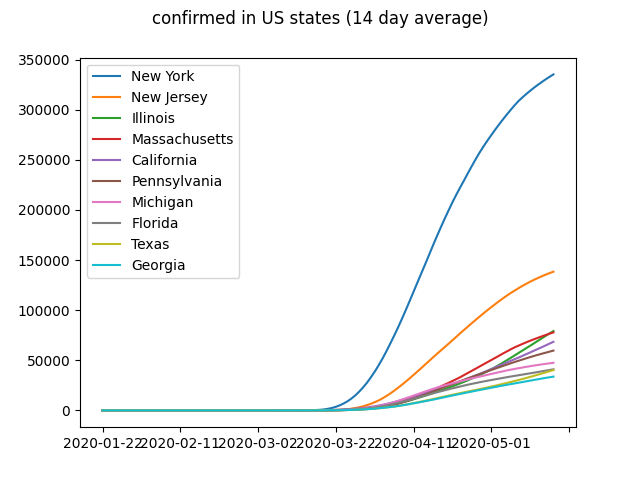 confirmed in US states (14 day average)
350000
300000
250000
200000
150000
100000
50000
0
New York
New Jersey
Illinois
Massachusetts
California
Pennsylvania
Michigan
Florida
Texas
Georgia
2020-01-22 2020-02-11 2020-03-02 2020-03-22 2020-04-11 2020-05-01